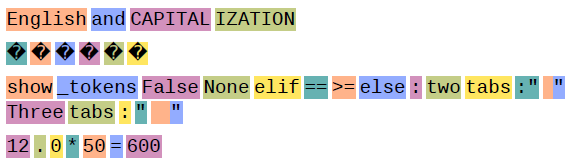 English and CAPITALIZATION
������
show_tokens False None elif == >= else: two tabs:" "
Three tabs: " "
12.0*50=600